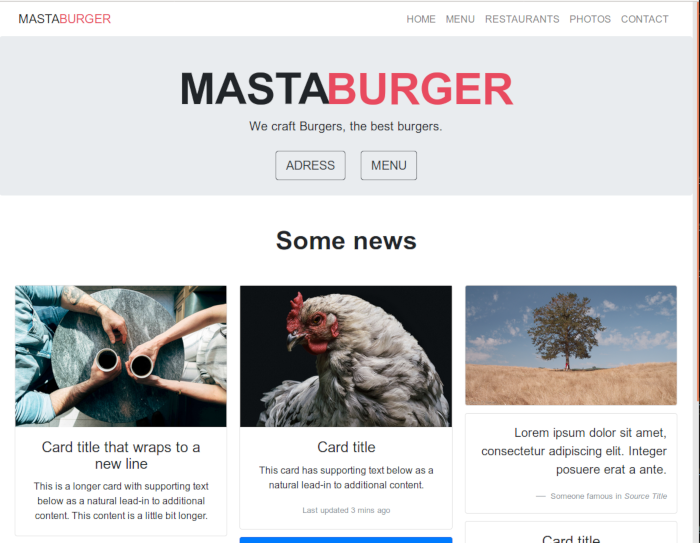 MASTABURGER
HOME MENU RESTAURANTS PHOTOS CONTACT
MASTABURGER
We craft Burgers, the best burgers.
ADRESS MENU
Some news
Card title that wraps to a
new line
This is a longer card with supporting text
below as a natural lead-in to additional
content. This content is a little bit longer.
Card title
This card has supporting text below as a
natural lead-in to additional content.
Last updated 3 mins ago
Lorem ipsum dolor sit amet,
consectetur adipiscing elit. Integer
posuere erat a ante.
— Someone famous in Source Title
Card title